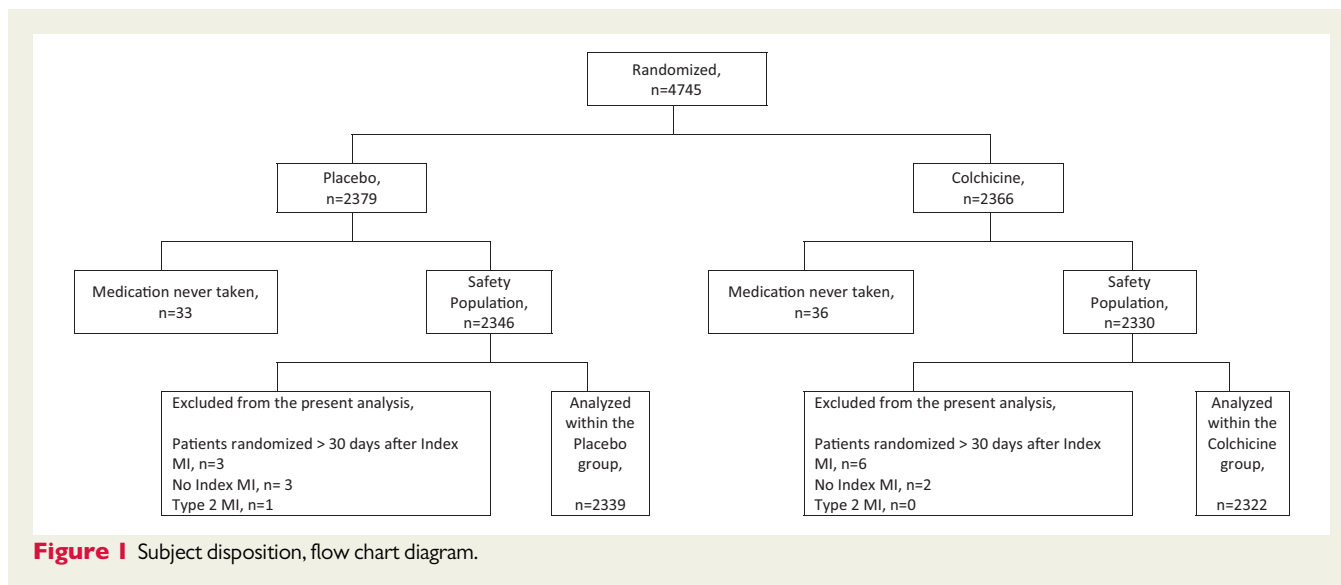 Randomized,
n=4745
Placebo,
n=2379
Colchicine,
n=2366
Medication never taken,
n=33
Safety
Population,
n=2346
Medication never taken,
n=36
Safety
Population,
n=2330
Excluded from the present analysis,
Patients randomized > 30 days after Index
MI, n=3
No Index MI, n= 3
Type 2 MI, n=1
Analyzed
within the
Placebo
group,
n=2339
Excluded from the present analysis,
Patients randomized > 30 days after Index
MI, n=6
No Index MI, n=2
Type 2 MI, n=0
Analyzed
within the
Colchicine
group,
n=2322
Figure 1 Subject disposition, flow chart diagram.